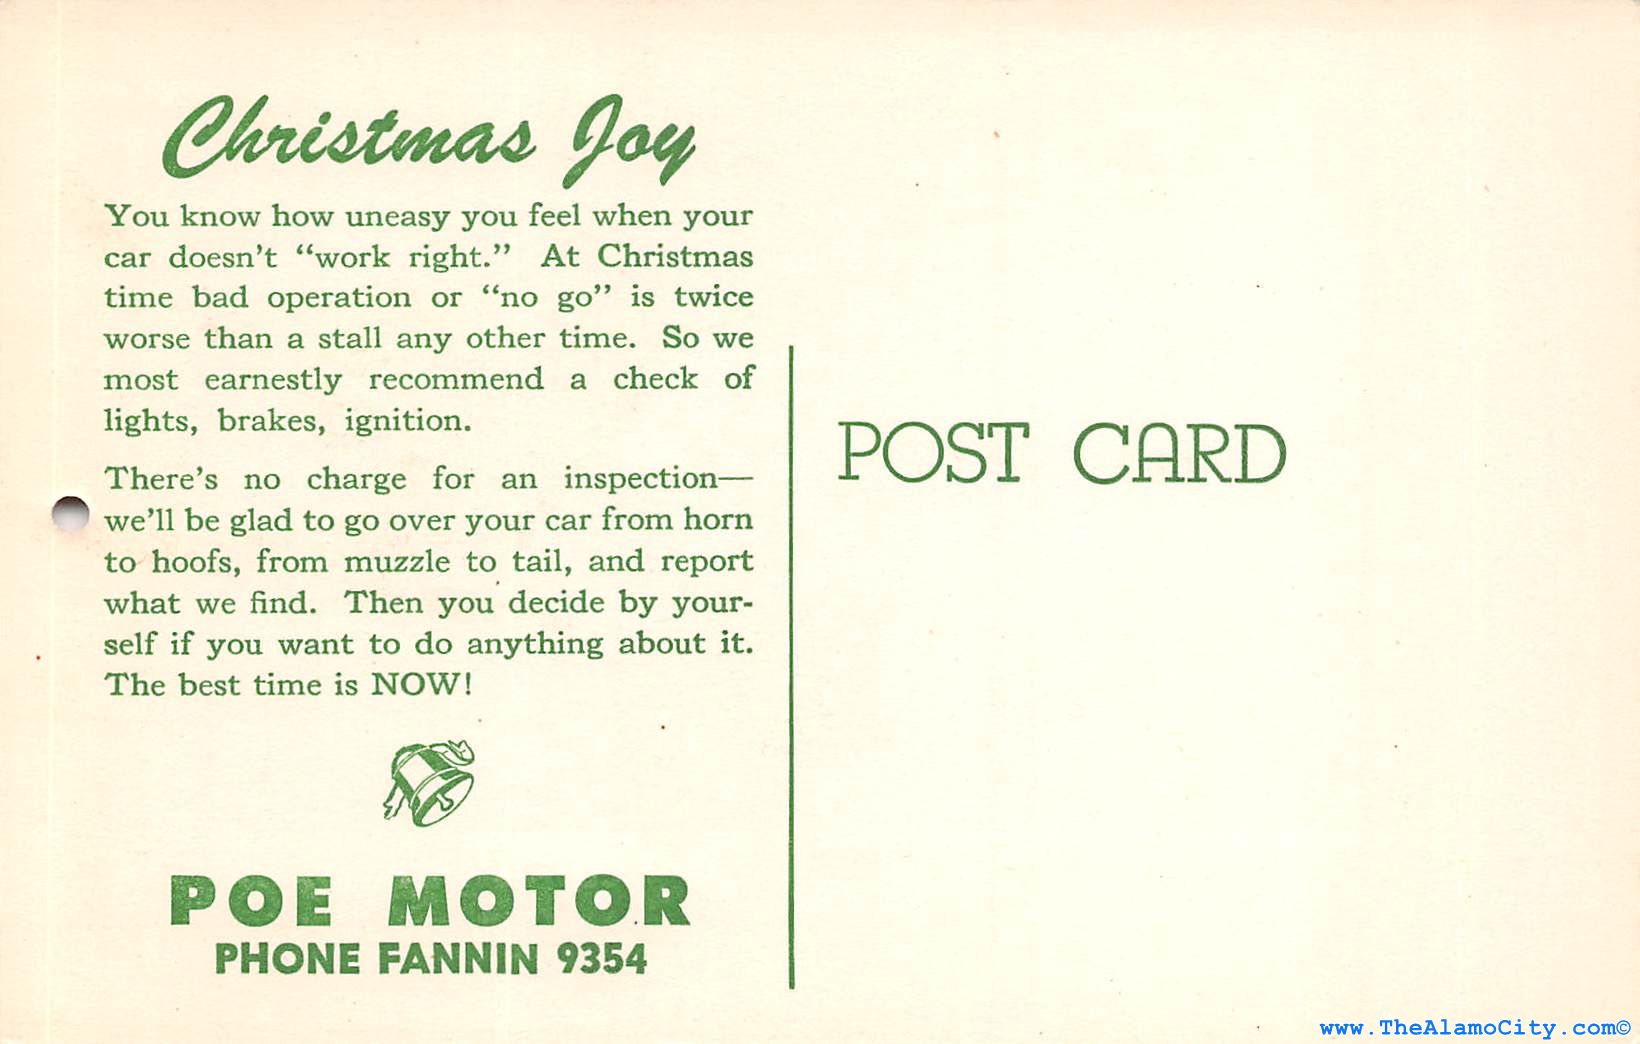 Christmas Joy
You know how uneasy you feel when your
car doesn't "work right." At Christmas
time bad operation or "no go" is twice
worse than a stall any other time. So we
most earnestly recommend a check of
lights, brakes, ignition.
There's no charge for an inspection—
we'll be glad to go over your car from horn
to hoofs, from muzzle to tail, and report
what we find. Then you decide by your-
self if you want to do anything about it.
The best time is NOW!
POE MOTOR
PHONE FANNIN 9354
POST CARD
www.TheAlamoCity.com©